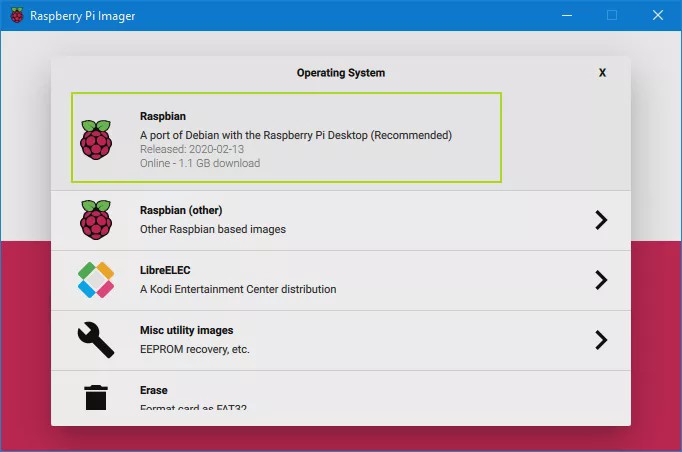 Raspberry Pi Imager
Operating System
X
Raspbian
A port of Debian with the Raspberry Pi Desktop (Recommended)
Released: 2020-02-13
Online - 1.1 GB download
Raspbian (other)
Other Raspbian based images
LibreELEC
A Kodi Entertainment Center distribution
Misc utility images
EEPROM recovery, etc.
Erase
Format card as FAT32